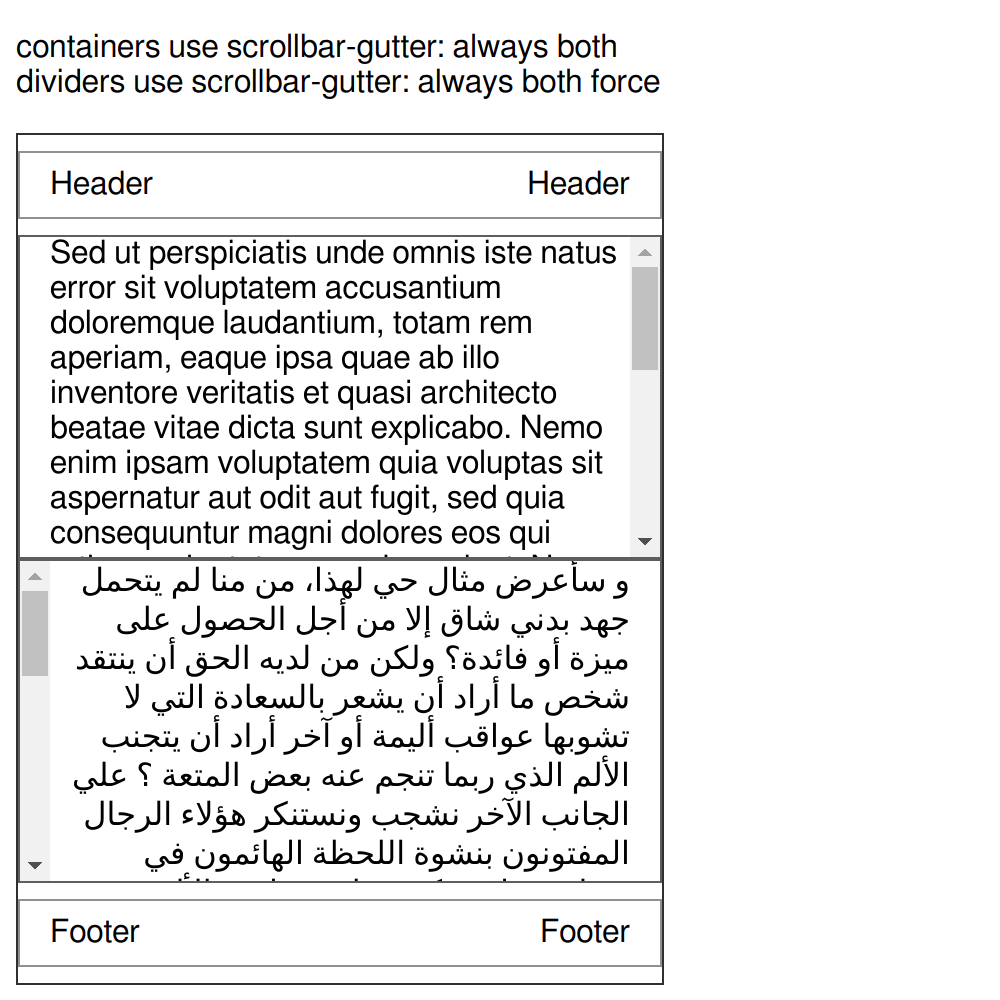 containers use scrollbar-gutter: always both
dividers use scrollbar-gutter: always both force
Header Header
Sed ut perspiciatis unde omnis iste natus
error sit voluptatem accusantium
doloremque laudantium, totam rem
aperiam, eaque ipsa quae ab illo
inventore veritatis et quasi architecto
beatae vitae dicta sunt explicabo. Nemo
enim ipsam voluptatem quia voluptas sit
aspernatur aut odit aut fugit, sed quia
consequuntur magni dolores eos qui
و سأعرض مثال حي لهذا، من منا لم يتحمل
جهد بدني شاق إلا من أجل الحصول على
ميزة أو فائدة؟ ولكن من لديه الحق أن ينتقد
شخص ما أراد أن يشعر بالسعادة التي لا
تشوبها عواقب أليمة أو آخر أراد أن يتجنب
الألم الذي ربما تنجم عنه بعض المتعة ؟ علي
الجانب الآخر نشجب ونستنكر هؤلاء الرجال
المفتونون بنشوة اللحظة الهائمون في
Footer Footer